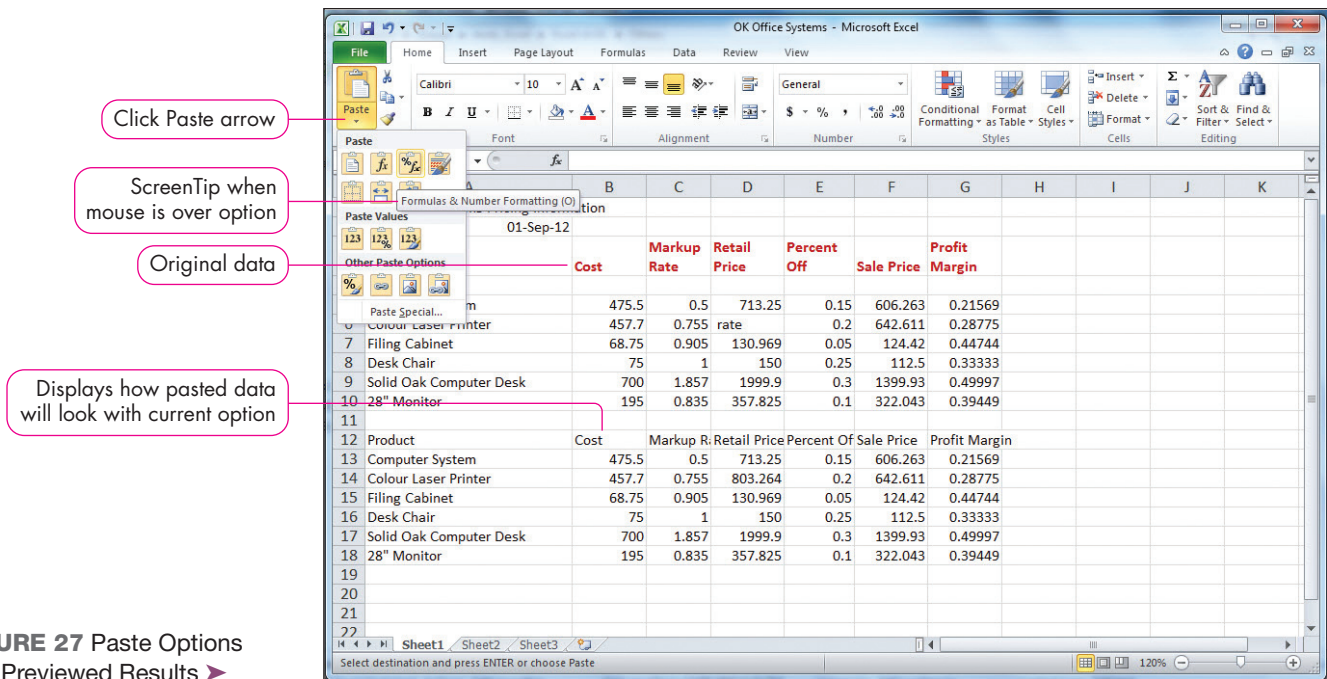 OK Office Systems - Microsoft Excel
File Home Insert Page Layout Formulas Data Review View
Paste
Calibri 10 A A
B I U A
General
$ % , .00 .00
Conditional Formatting
Format as Table
Cell Styles
Insert
Delete
Format
Σ
Sort & Filter
Find & Select
Font Alignment Number Styles Cells Editing
Click Paste arrow
Paste
fx %fx
fx
ScreenTip when mouse is over option
Formulas & Number Formatting (O)
A B C D E F G H I J K
Pricing Information
Paste Values
123 123% 123
01-Sep-12
Other Paste Options
Original data
Cost Markup Rate Retail Price Percent Off Sale Price Profit Margin
%
Paste Special...
m 475.5 0.5 713.25 0.15 606.263 0.21569
6 Colour Laser Printer 457.7 0.755 rate 0.2 642.611 0.28775
7 Filing Cabinet 68.75 0.905 130.969 0.05 124.42 0.44744
8 Desk Chair 75 1 150 0.25 112.5 0.33333
9 Solid Oak Computer Desk 700 1.857 1999.9 0.3 1399.93 0.49997
10 28" Monitor 195 0.835 357.825 0.1 322.043 0.39449
Displays how pasted data will look with current option
11
12 Product Cost Markup R Retail Price Percent Of Sale Price Profit Margin
13 Computer System 475.5 0.5 713.25 0.15 606.263 0.21569
14 Colour Laser Printer 457.7 0.755 803.264 0.2 642.611 0.28775
15 Filing Cabinet 68.75 0.905 130.969 0.05 124.42 0.44744
16 Desk Chair 75 1 150 0.25 112.5 0.33333
17 Solid Oak Computer Desk 700 1.857 1999.9 0.3 1399.93 0.49997
18 28" Monitor 195 0.835 357.825 0.1 322.043 0.39449
19
20
21
22
Sheet1 Sheet2 Sheet3
Select destination and press ENTER or choose Paste
120%
URE 27 Paste Options
Previewed Results